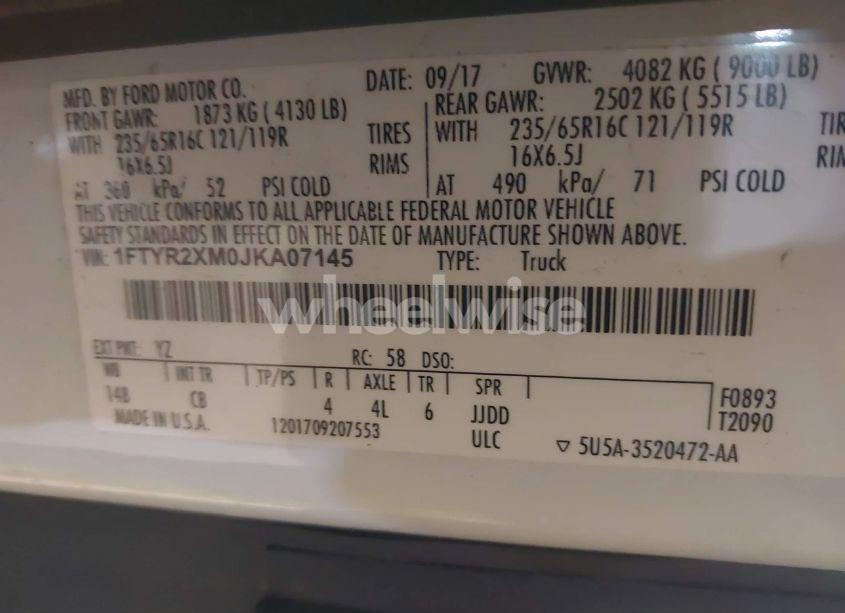 MFD. BY FORD MOTOR CO. DATE: 09/17 GVWR: 4082 KG ( 9000 LB)
FRONT GAWR: 1873 KG ( 4130 LB) REAR GAWR: 2502 KG ( 5515 LB)
WITH 235/65R16C 121/119R TIRES WITH 235/65R16C 121/119R TIR
16X6.5J RIMS 16X6.5J RIM
AT 360 kPa/ 52 PSI COLD AT 490 kPa/ 71 PSI COLD
THIS VEHICLE CONFORMS TO ALL APPLICABLE FEDERAL MOTOR VEHICLE
SAFETY STANDARDS IN EFFECT ON THE DATE OF MANUFACTURE SHOWN ABOVE.
VIN: 1FTYR2XM0JKA07145 TYPE: Truck
wheelwise
EXT PNT: YZ RC: 58 DSO:
WB INT TR TP/PS R AXLE TR SPR F0893
148 CB 4 4L 6 JJDD T2090
MADE IN U.S.A. 1201709207553 ULC ▽ 5U5A-3520472-AA